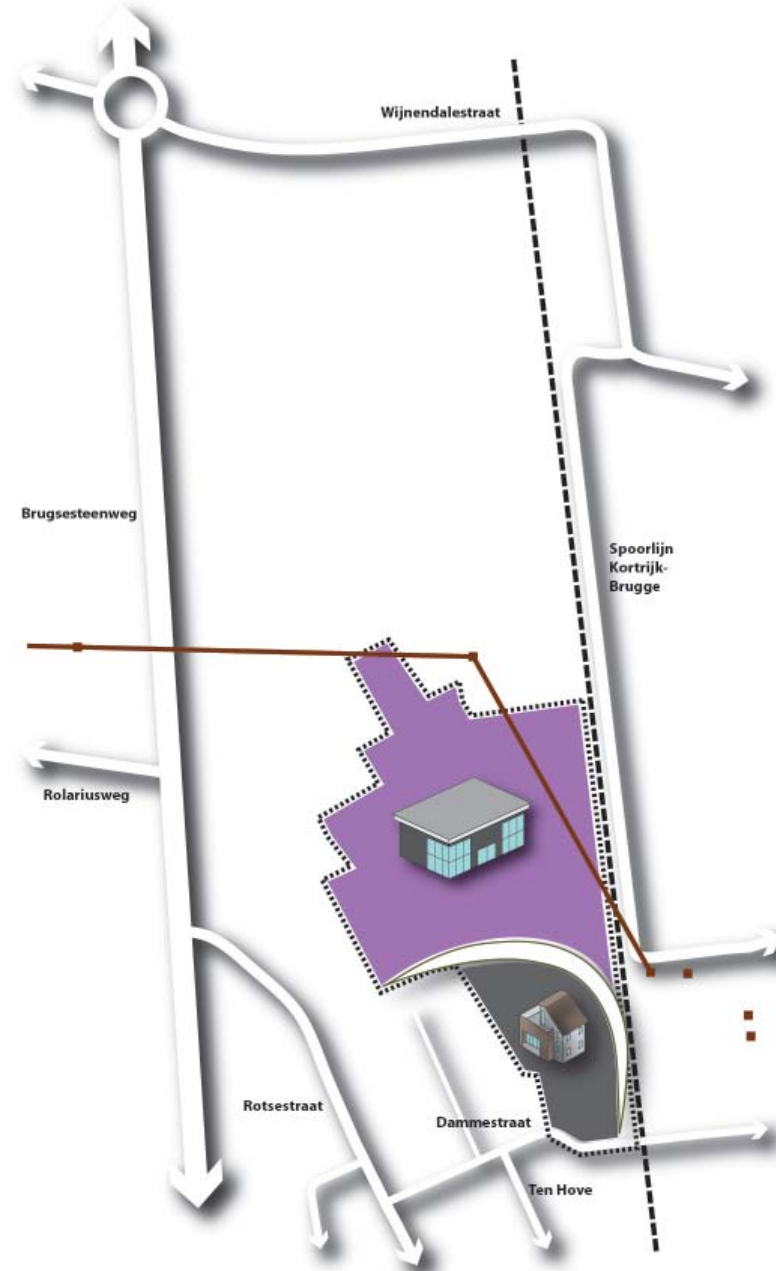 Wijnendalestraat
Brugsesteenweg
Spoorlijn
Kortrijk-
Brugge
Rolariusweg
Rotsestraat
Dammestraat
Ten Hove